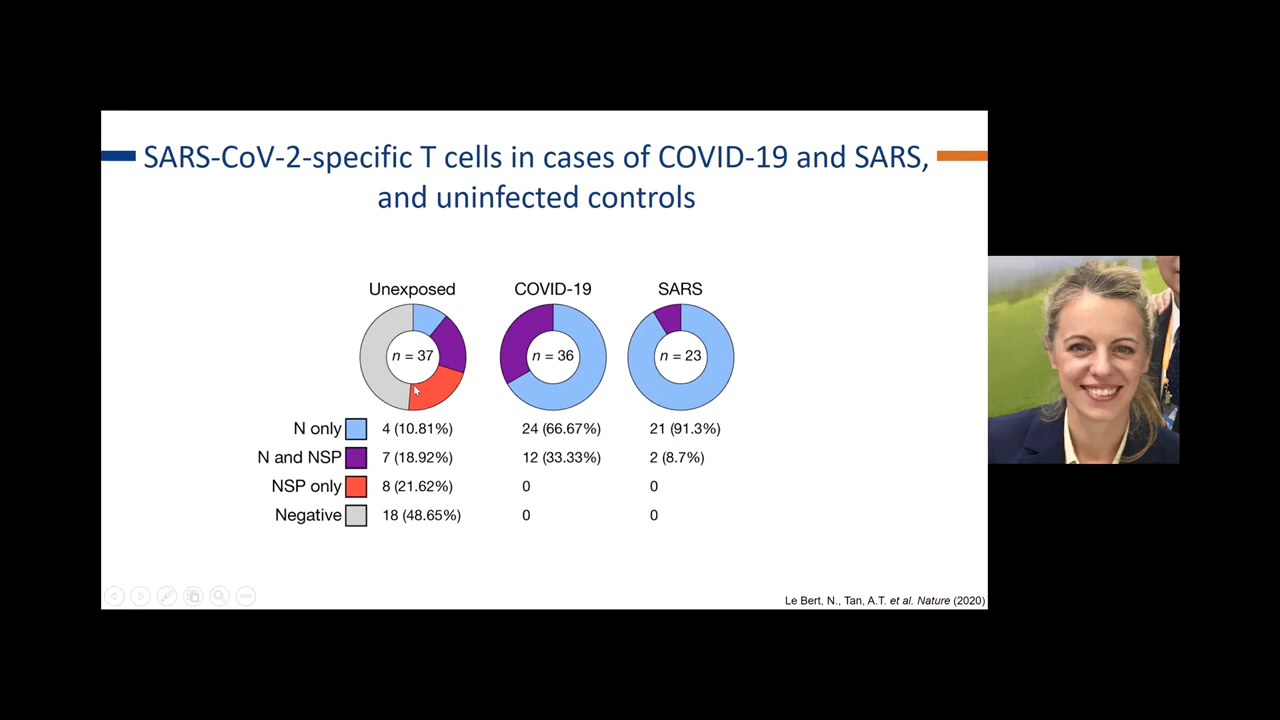 SARS-CoV-2-specific T cells in cases of COVID-19 and SARS,
and uninfected controls
Unexposed COVID-19 SARS
n = 37 n = 36 n = 23
N only 4 (10.81%) 24 (66.67%) 21 (91.3%)
N and NSP 7 (18.92%) 12 (33.33%) 2 (8.7%)
NSP only 8 (21.62%) 0 0
Negative 18 (48.65%) 0 0
Le Bert, N., Tan, A.T. et al. Nature (2020)